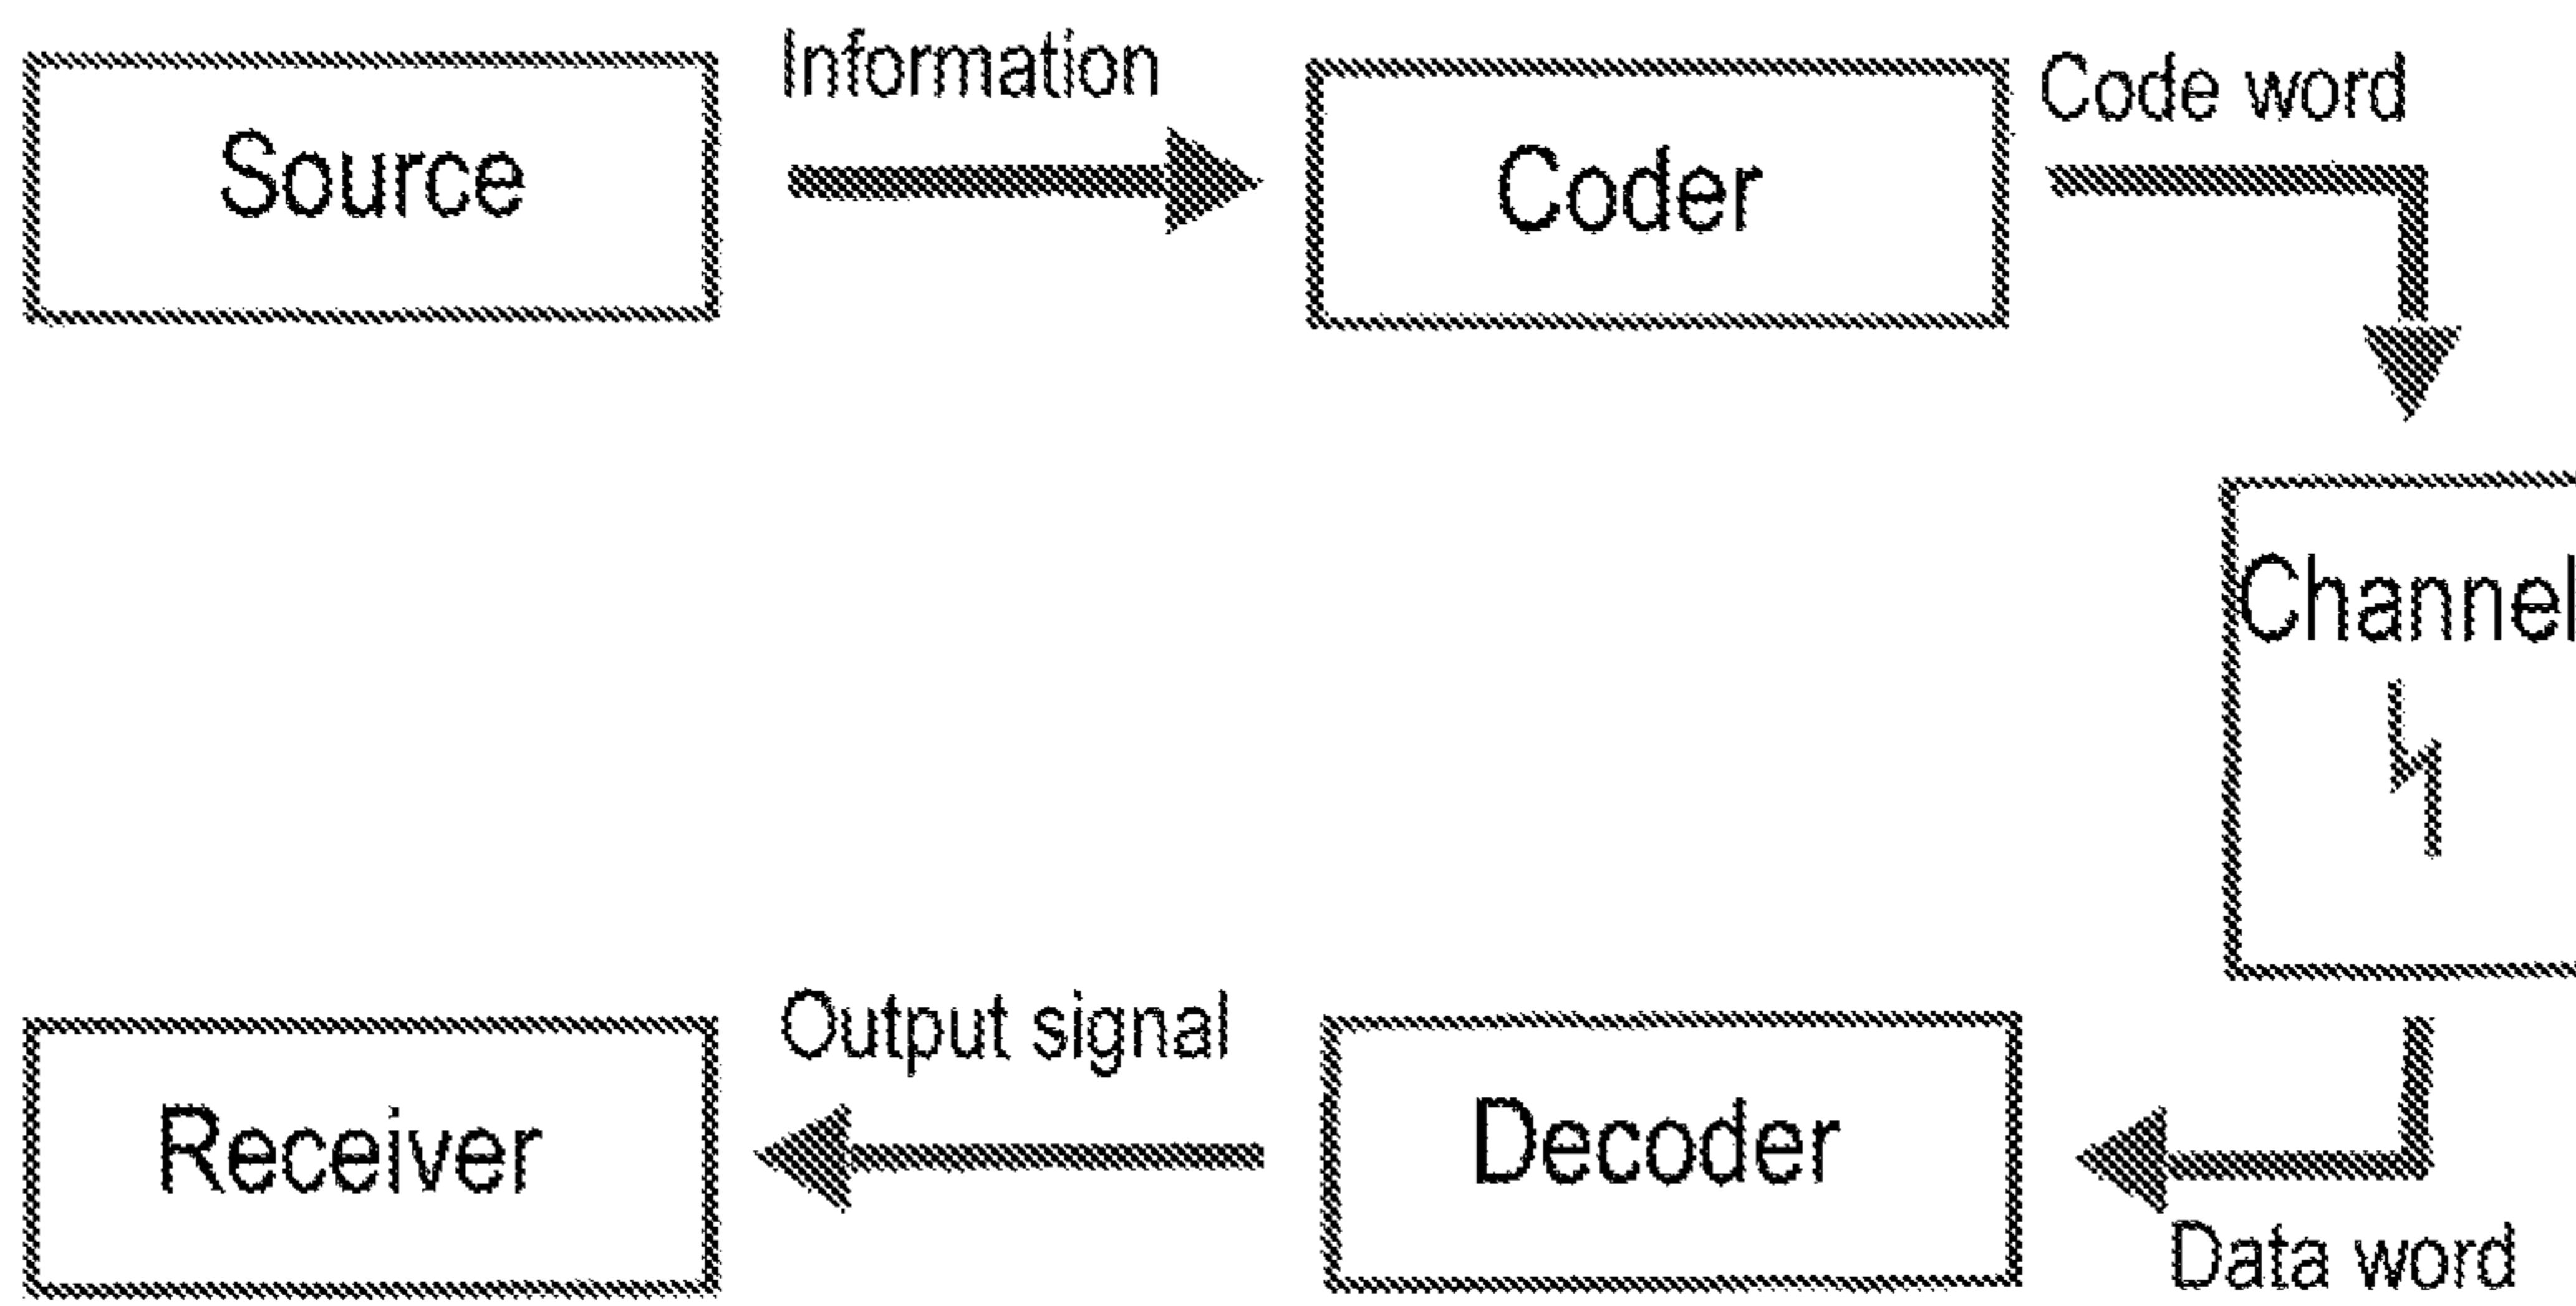 Source
Information
Coder
Code word
Channel
Receiver
Output signal
Decoder
Data word